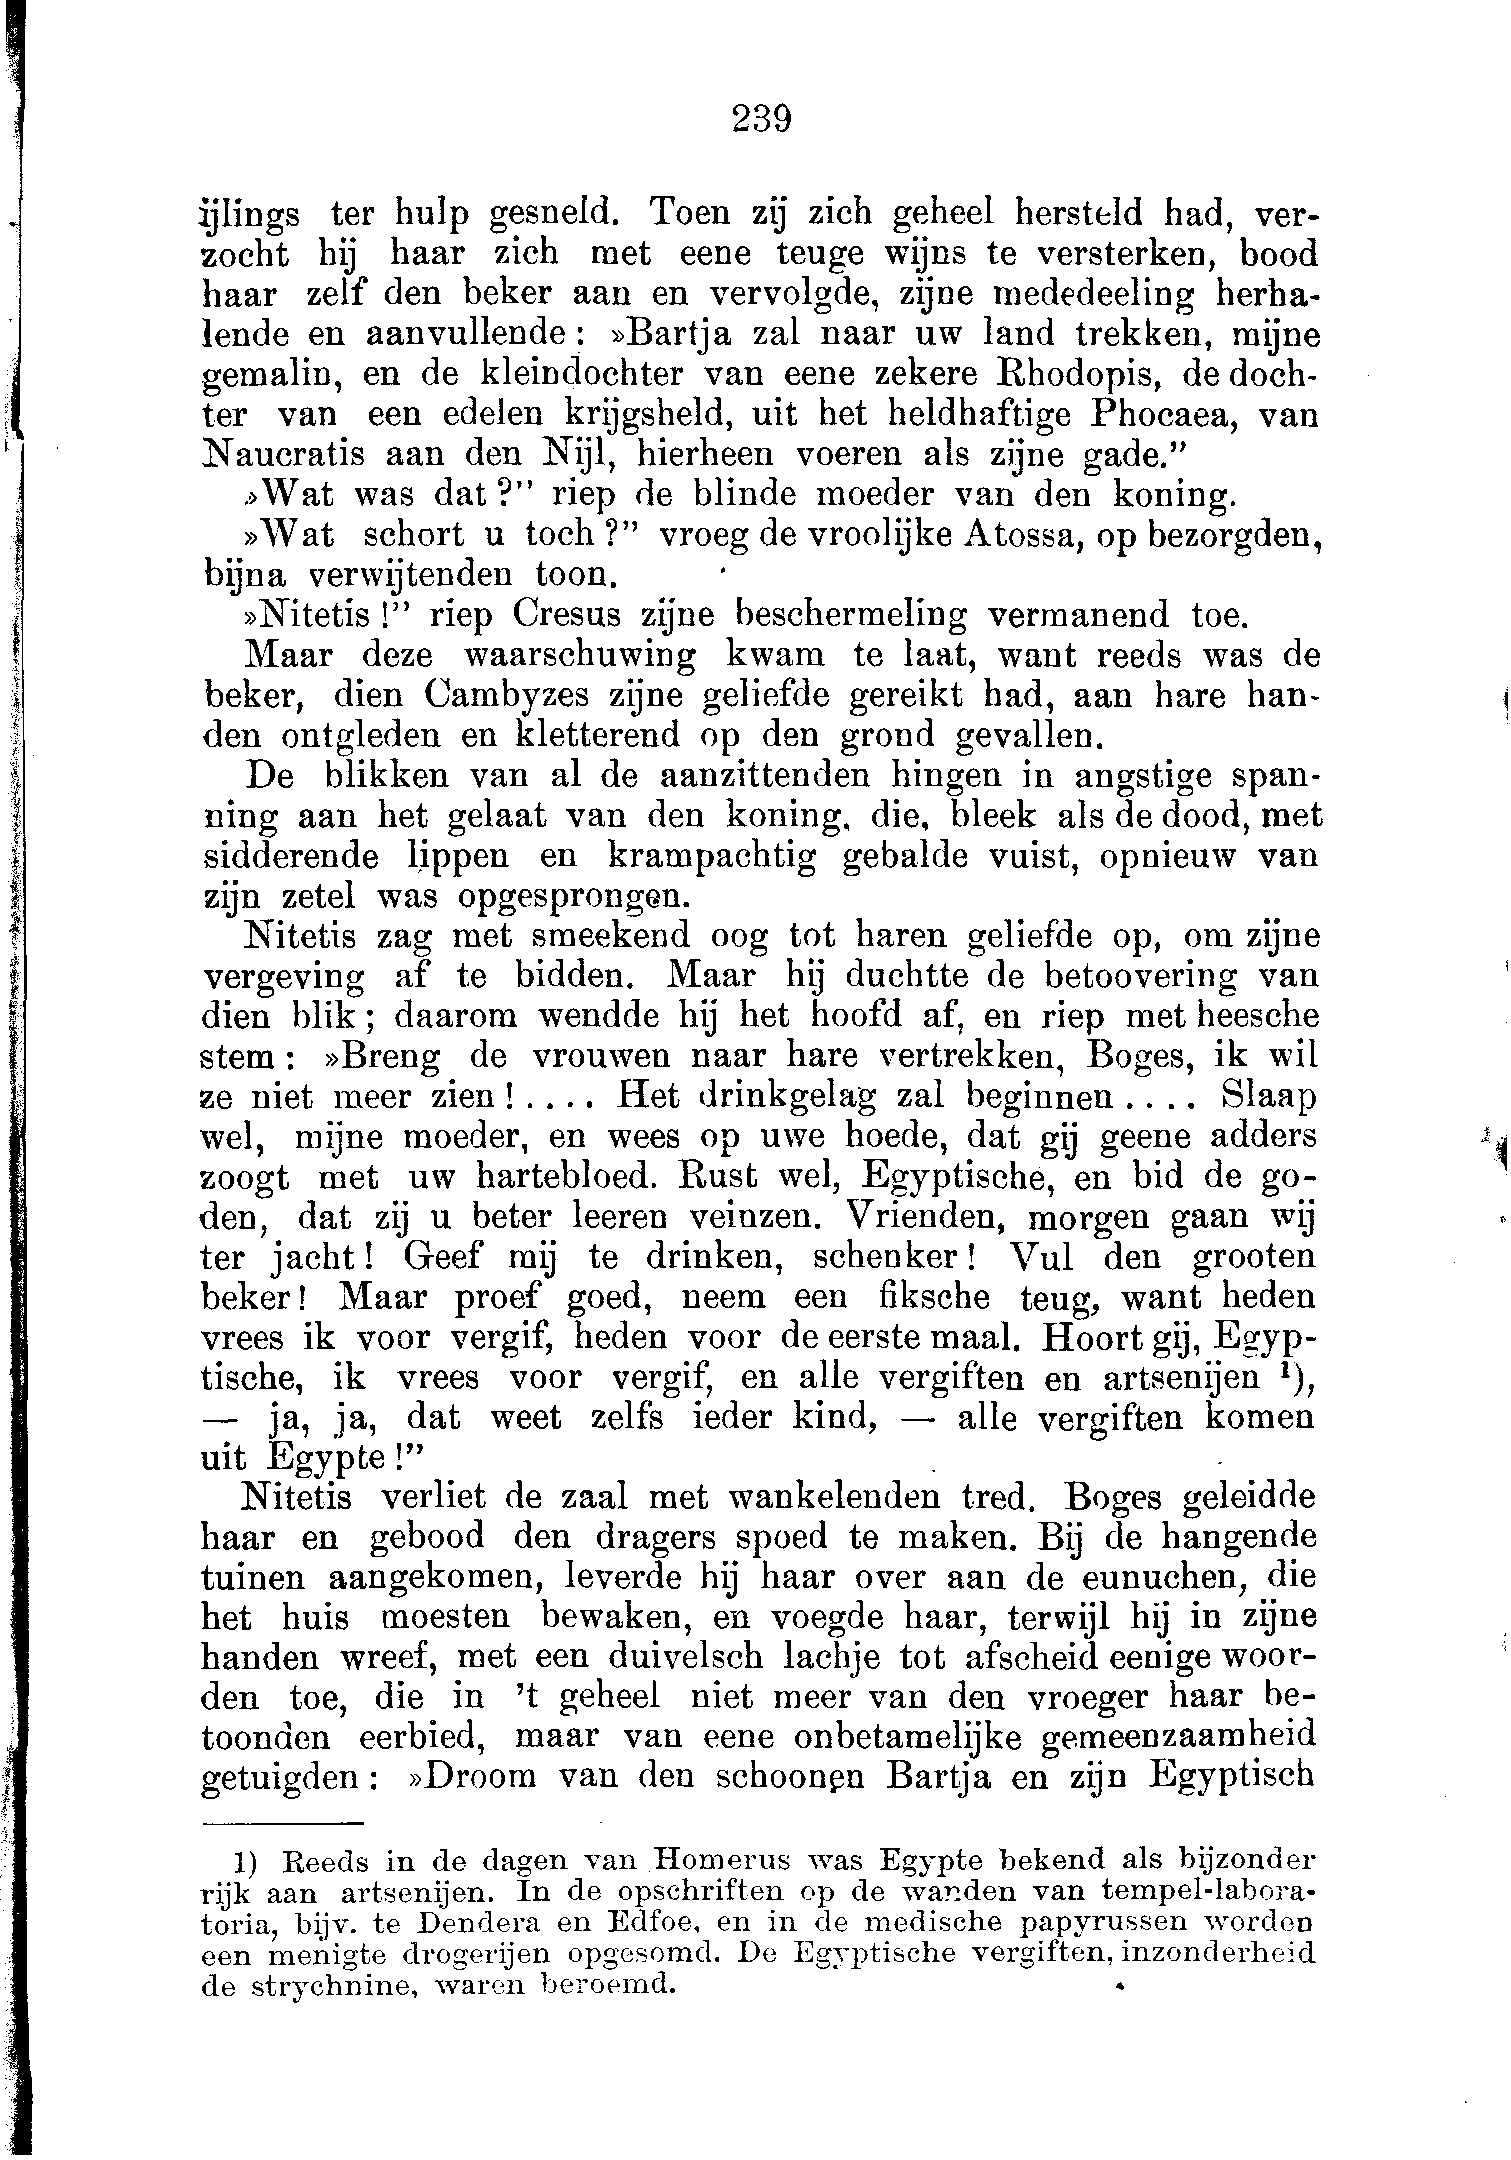 239
ijlings ter hulp gesneld. Toen zij zich geheel hersteld had, ver-
zocht hij haar zich met eene teuge wijns te versterken, bood
haar zelf den beker aan en vervolgde, zijne mededeeling herha-
lende en aanvullende : »Bartja zal naar uw land trekken, mijne
gemalin, en de kleindochter van eene zekere Rhodopis, de doch-
ter van een edelen krijgsheld, uit het heldhaftige Phocaea, van
Naucratis aan den Nijl, hierheen voeren als zijne gade."
»Wat was dat ?" riep de blinde moeder van den koning.
»Wat schort u toch ?" vroeg de vroolijke Atossa, op bezorgden,
bijna verwijtenden toon.
»Nitetis !" riep Cresus zijne beschermeling vermanend toe.
Maar deze waarschuwing kwam te laat, want reeds was de
beker, dien Cambyzes zijne geliefde gereikt had, aan hare han-
den ontgleden en kletterend op den grond gevallen.
De blikken van al de aanzittenden hingen in angstige span-
ning aan het gelaat van den koning, die, bleek als de dood, met
sidderende lippen en krampachtig gebalde vuist, opnieuw van
zijn zetel was opgesprongen.
Nitetis zag met smeekend oog tot haren geliefde op, om zijne
vergeving af te bidden. Maar hij duchtte de betoovering van
dien blik ; daarom wendde hij het hoofd af, en riep met heesche
stem : »Breng de vrouwen naar hare vertrekken, Boges, ik wil
ze niet meer zien ! . . . . Het drinkgelag zal beginnen . . . . Slaap
wel, mijne moeder, en wees op uwe hoede, dat gij geene adders
zoogt met uw hartebloed. Rust wel, Egyptische, en bid de go-
den, dat zij u beter leeren veinzen. Vrienden, morgen gaan wij
ter jacht ! Geef mij te drinken, schenker ! Vul den grooten
beker! Maar proef goed, neem een fiksche teug, want heden
vrees ik voor vergif, heden voor de eerste maal. Hoort gij, Egyp-
tische, ik vrees voor vergif, en alle vergiften en artsenijen ¹),
— ja, ja, dat weet zelfs ieder kind, — alle vergiften komen
uit Egypte !"
Nitetis verliet de zaal met wankelenden tred. Boges geleidde
haar en gebood den dragers spoed te maken. Bij de hangende
tuinen aangekomen, leverde hij haar over aan de eunuchen, die
het huis moesten bewaken, en voegde haar, terwijl hij in zijne
handen wreef, met een duivelsch lachje tot afscheid eenige woor-
den toe, die in 't geheel niet meer van den vroeger haar be-
toonden eerbied, maar van eene onbetamelijke gemeenzaamheid
getuigden : »Droom van den schoonen Bartja en zijn Egyptisch
1) Reeds in de dagen van Homerus was Egypte bekend als bijzonder
rijk aan artsenijen. In de opschriften op de wanden van tempel-labora-
toria, bijv. te Dendera en Edfoe, en in de medische papyrussen worden
een menigte drogerijen opgesomd. De Egyptische vergiften, inzonderheid
de strychnine, waren beroemd.